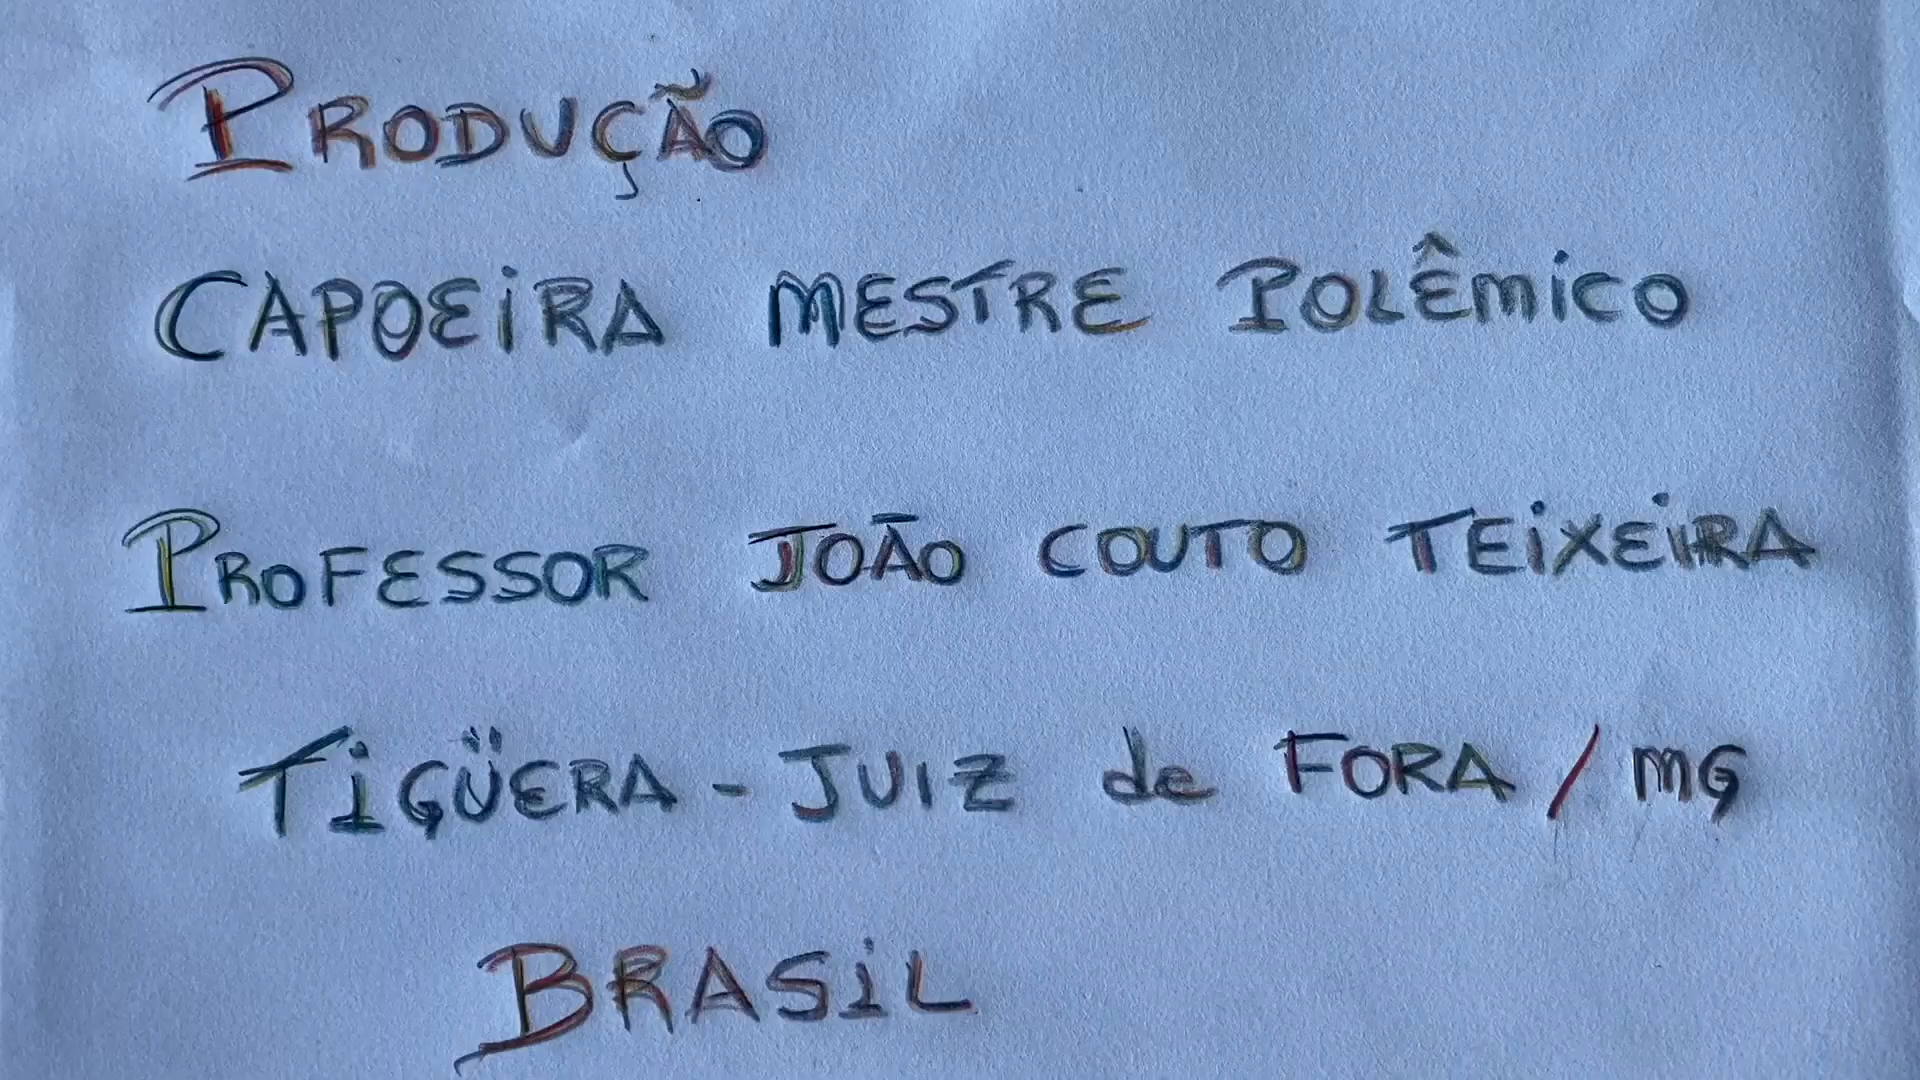 PRODUÇÃO
CAPOEiRA MESTRE POLÊMiCO
PROFESSOR JOÃO COUTO TEiXEiRA
TiGÜERA - JUIZ de FORA / MG
BRASiL